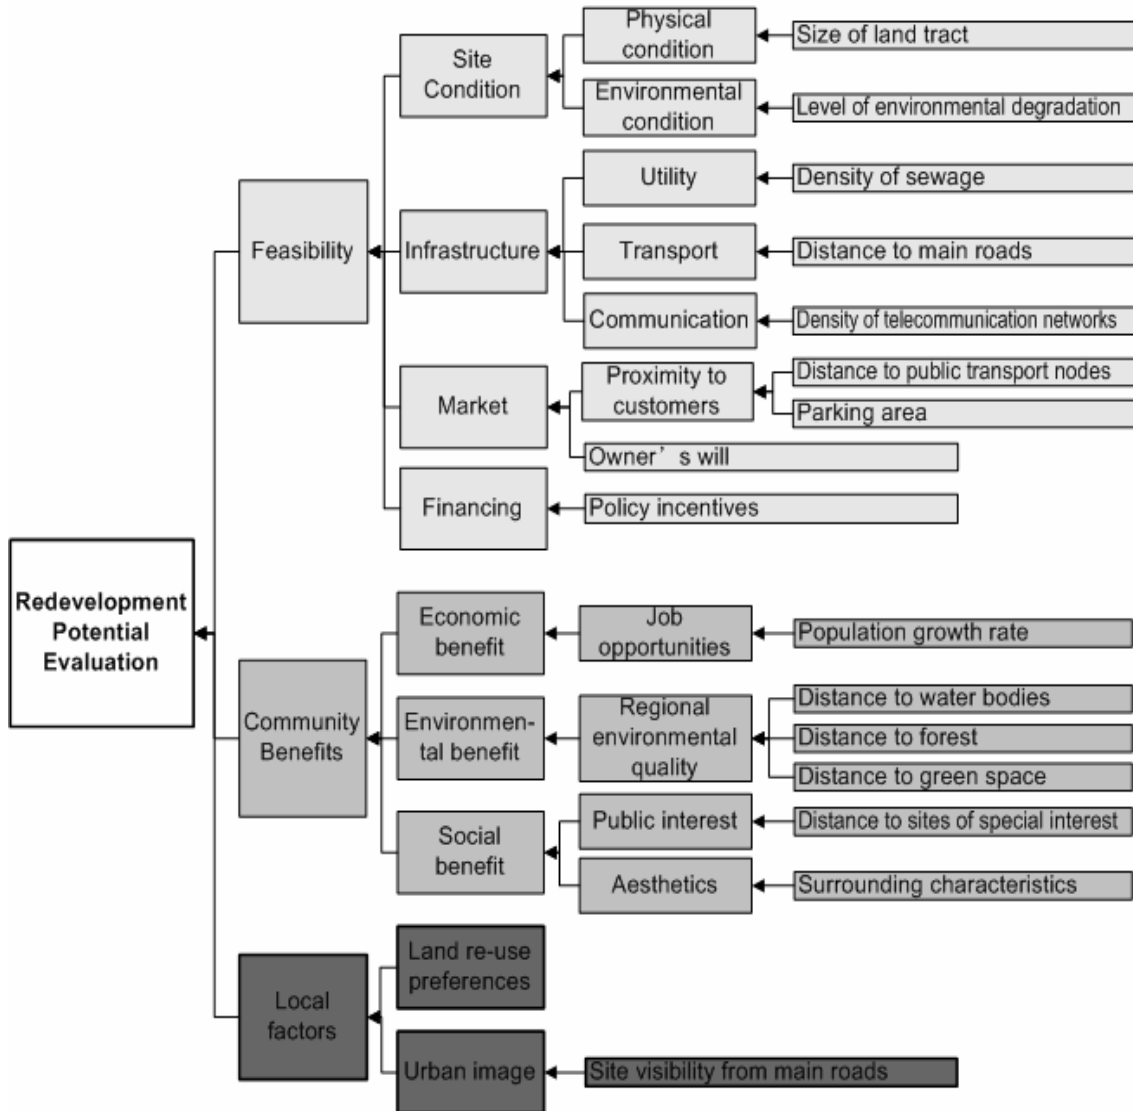 Redevelopment
Potential
Evaluation
Feasibility
Site
Condition
Physical
condition
Size of land tract
Environmental
condition
Level of environmental degradation
Infrastructure
Utility
Density of sewage
Transport
Distance to main roads
Communication
Density of telecommunication networks
Market
Proximity to
customers
Distance to public transport nodes
Parking area
Owner’s will
Financing
Policy incentives
Community
Benefits
Economic
benefit
Job
opportunities
Population growth rate
Environmen-
tal benefit
Regional
environmental
quality
Distance to water bodies
Distance to forest
Distance to green space
Social
benefit
Public interest
Distance to sites of special interest
Aesthetics
Surrounding characteristics
Local
factors
Land re-use
preferences
Urban image
Site visibility from main roads